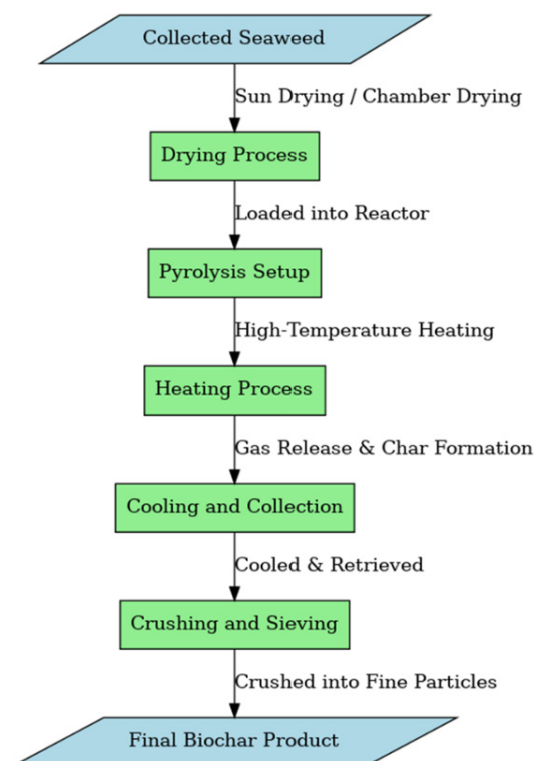 Collected Seaweed
Sun Drying / Chamber Drying
Drying Process
Loaded into Reactor
Pyrolysis Setup
High-Temperature Heating
Heating Process
Gas Release & Char Formation
Cooling and Collection
Cooled & Retrieved
Crushing and Sieving
Crushed into Fine Particles
Final Biochar Product